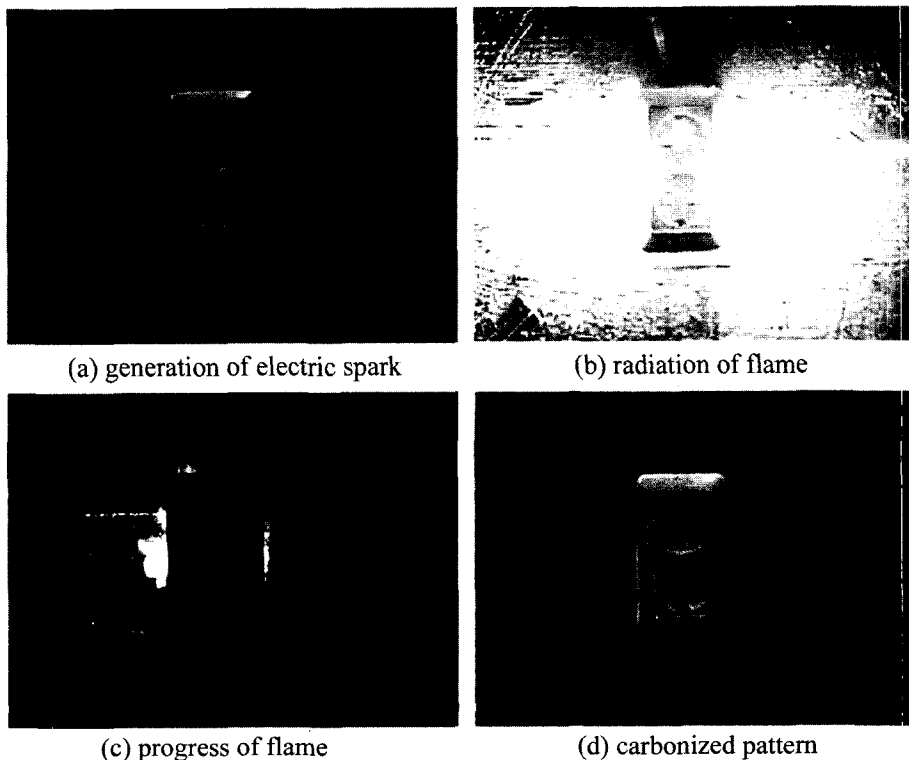 (a) generation of electric spark
(b) radiation of flame
(c) progress of flame
(d) carbonized pattern